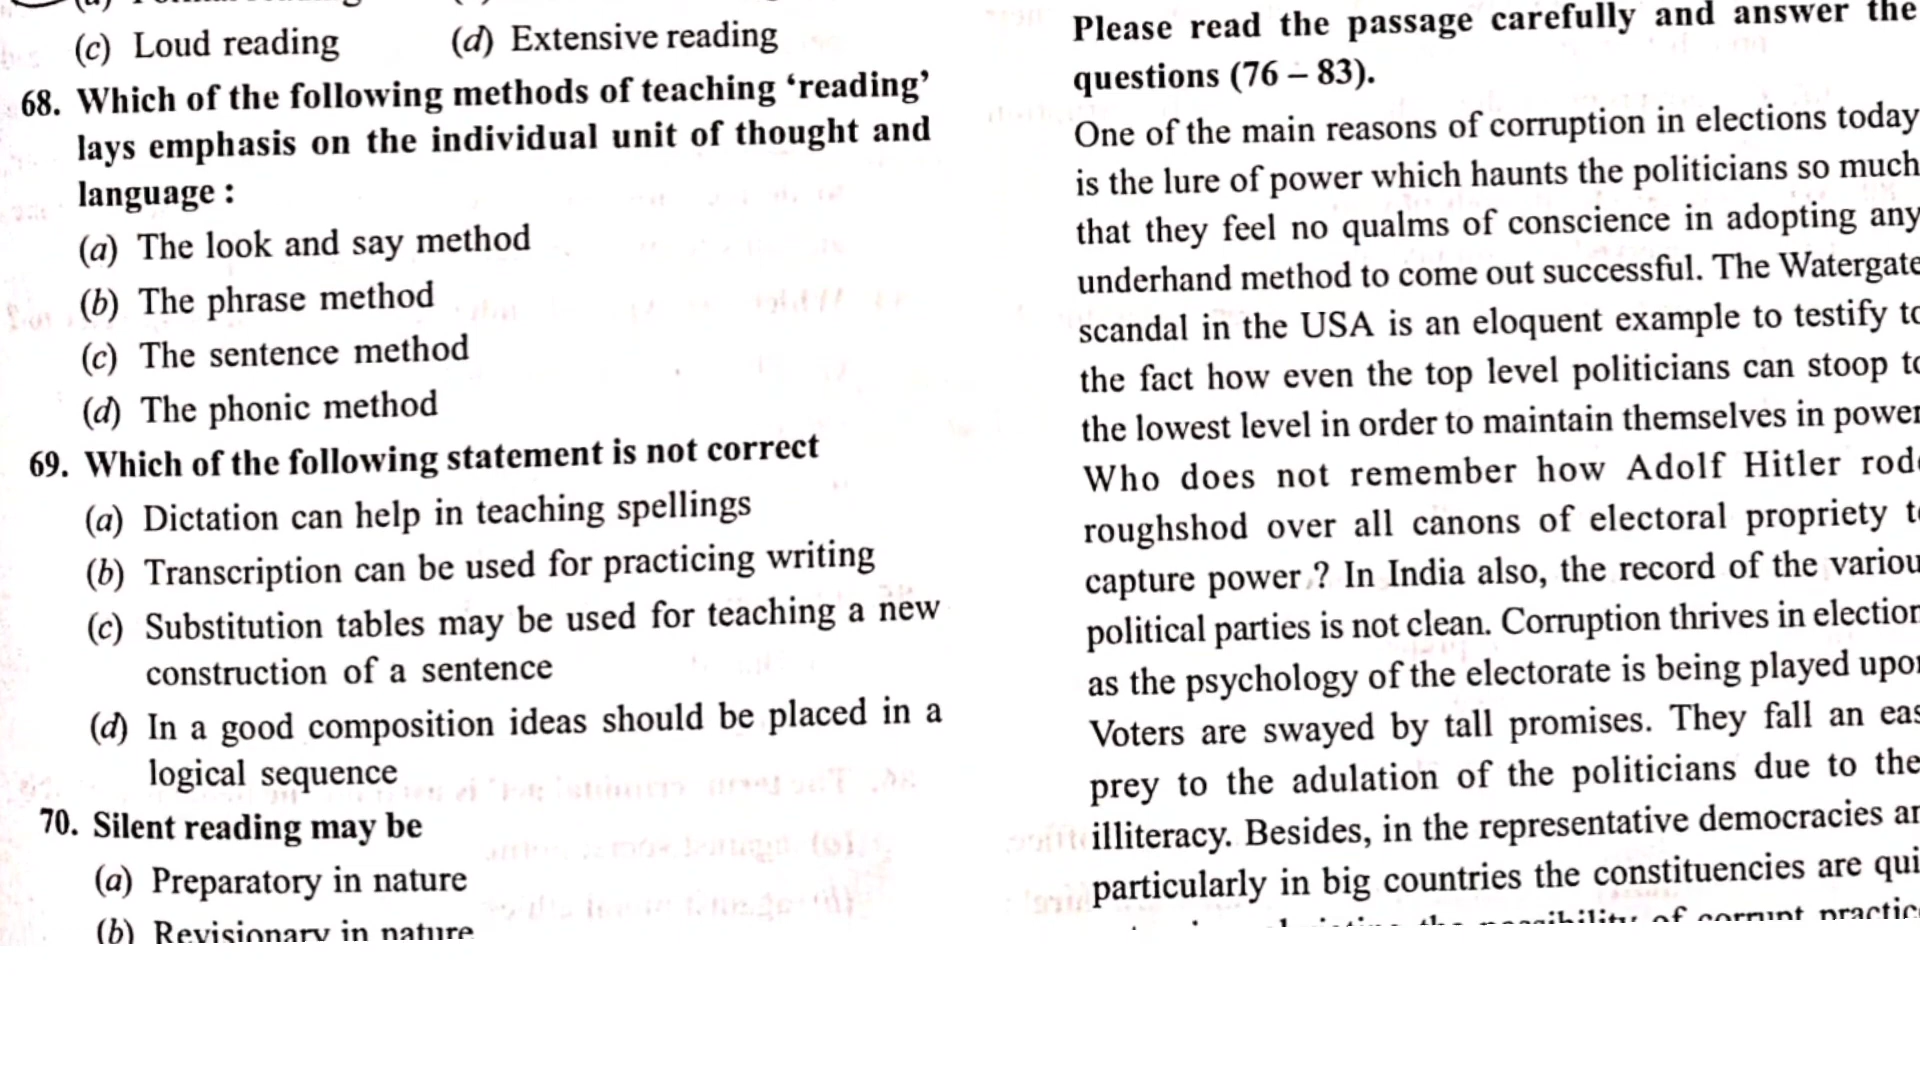 (c) Loud reading (d) Extensive reading
68. Which of the following methods of teaching ‘reading’
lays emphasis on the individual unit of thought and
language :
(a) The look and say method
(b) The phrase method
(c) The sentence method
(d) The phonic method
69. Which of the following statement is not correct
(a) Dictation can help in teaching spellings
(b) Transcription can be used for practicing writing
(c) Substitution tables may be used for teaching a new
construction of a sentence
(d) In a good composition ideas should be placed in a
logical sequence
70. Silent reading may be
(a) Preparatory in nature
(b) Revisionary in nature
Please read the passage carefully and answer the
questions (76 – 83).
One of the main reasons of corruption in elections today
is the lure of power which haunts the politicians so much
that they feel no qualms of conscience in adopting any
underhand method to come out successful. The Watergate
scandal in the USA is an eloquent example to testify
the fact how even the top level politicians can stoop
the lowest level in order to maintain themselves in power
Who does not remember how Adolf Hitler
roughshod over all canons of electoral propriety
capture power ? In India also, the record of the
political parties is not clean. Corruption thrives in
as the psychology of the electorate is being played
Voters are swayed by tall promises. They fall an
prey to the adulation of the politicians due to the
illiteracy. Besides, in the representative democracies
particularly in big countries the constituencies are
the possibility of corrupt